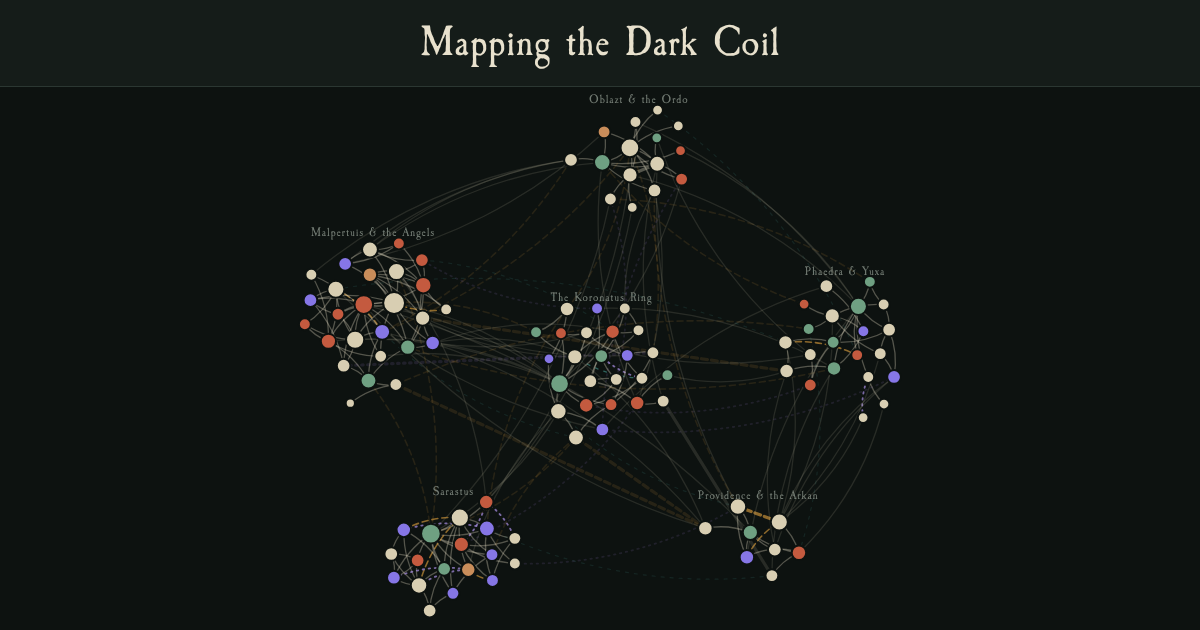 Mapping the Dark Coil
Oblazt & the Ordo
Malpertuis & the Angels
Phaedra & Yuxa
The Koronatus Ring
Sarastus
Providence & the Arkan